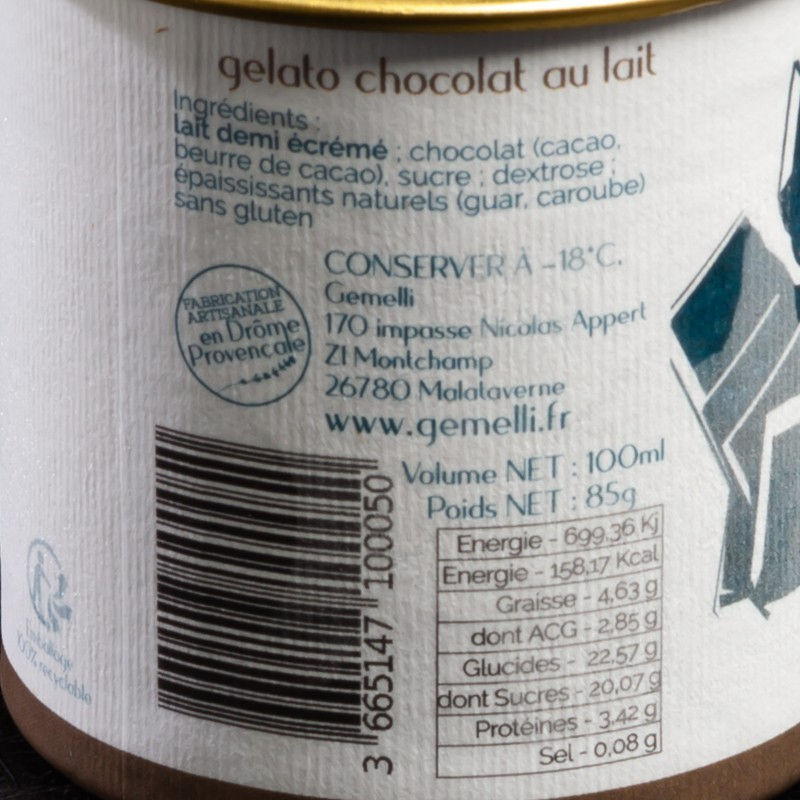 gelato chocolat au lait
Ingrédients :
lait demi écrémé ; chocolat (cacao,
beurre de cacao), sucre ; dextrose ;
épaississants naturels (guar, caroube)
sans gluten
CONSERVER À -18°C.
Gemelli
170 impasse Nicolas Appert
ZI Montchamp
26780 Malataverne
www.gemelli.fr
FABRICATION
ARTISANALE
en Drôme
Provençale
Volume NET : 100ml
Poids NET : 85g
Energie - 699,36 Kj
Energie - 158,17 Kcal
Graisse - 4,63 g
dont ACG - 2,85 g
Glucides - 22,57 g
dont Sucres - 20,07 g
Protéines - 3,42 g
Sel - 0,08 g
3 665147 100050
Emballage
100% recyclable